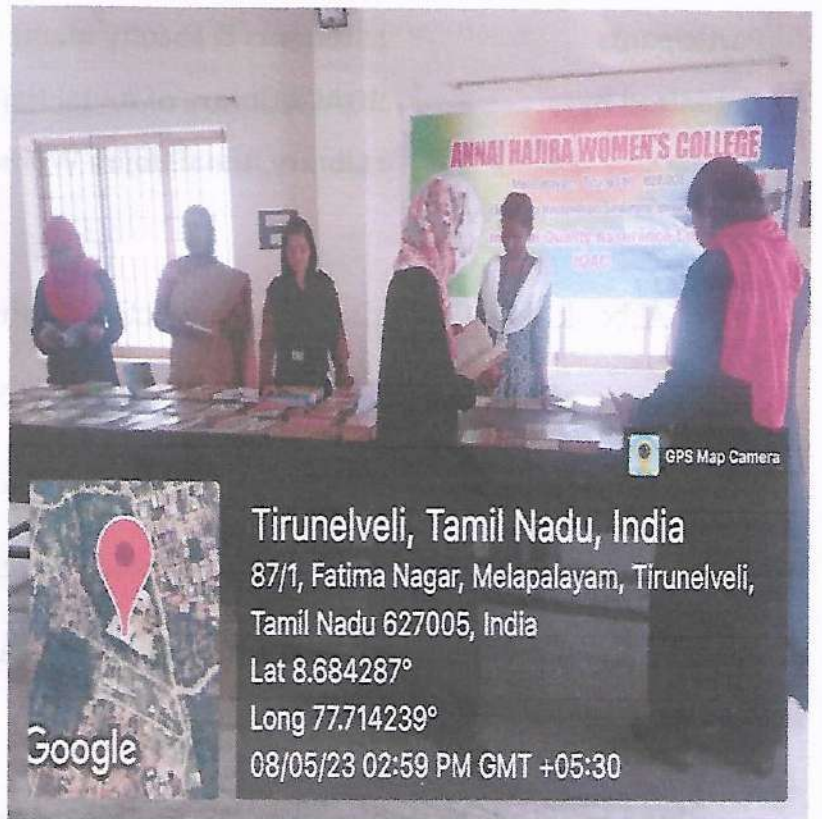 ANNAI HAJIRA WOMEN'S COLLEGE
Quality Assurance
IQAC
GPS Map Camera
Tirunelveli, Tamil Nadu, India
87/1, Fatima Nagar, Melapalayam, Tirunelveli,
Tamil Nadu 627005, India
Lat 8.684287°
Long 77.714239°
08/05/23 02:59 PM GMT +05:30
Google